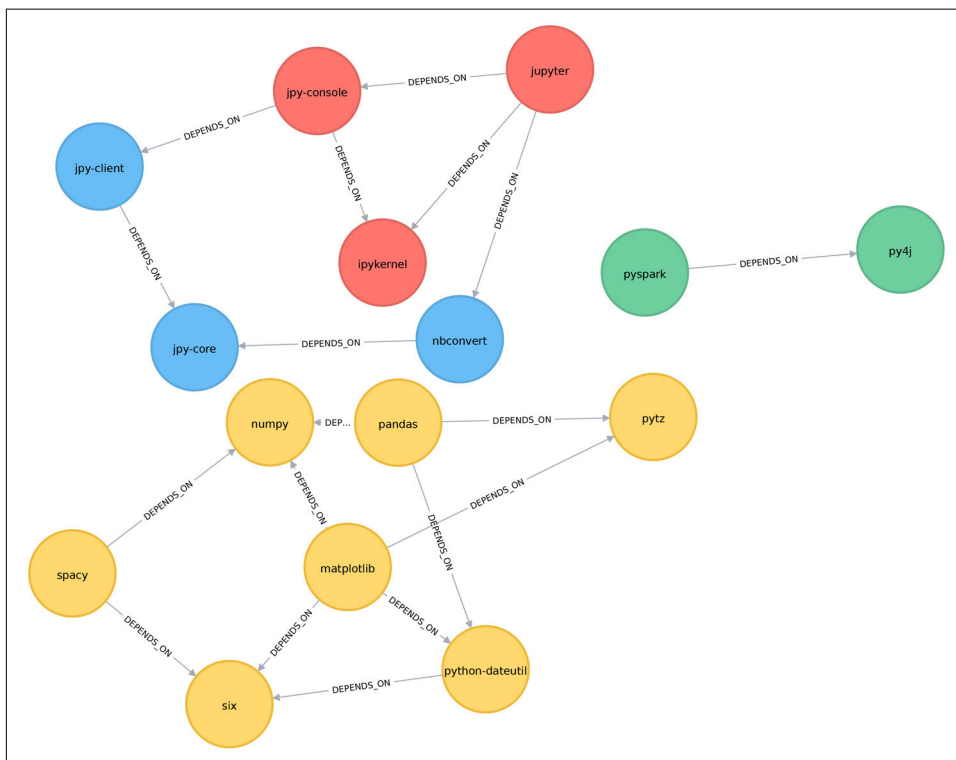 jupyter
DEPENDS_ON
jpy-console
DEPENDS_ON
DEPENDS_ON
DEPENDS_ON
DEPENDS_ON
jpy-client
DEPENDS_ON
ipykernel
py4j
pyspark
DEPENDS_ON
nbconvert
DEPENDS_ON
jpy-core
numpy
DEP...
pandas
DEPENDS_ON
pytz
DEPENDS_ON
DEPENDS_ON
DEPENDS_ON
DEPENDS_ON
spacy
matplotlib
DEPENDS_ON
DEPENDS_ON
DEPENDS_ON
python-dateutil
DEPENDS_ON
six